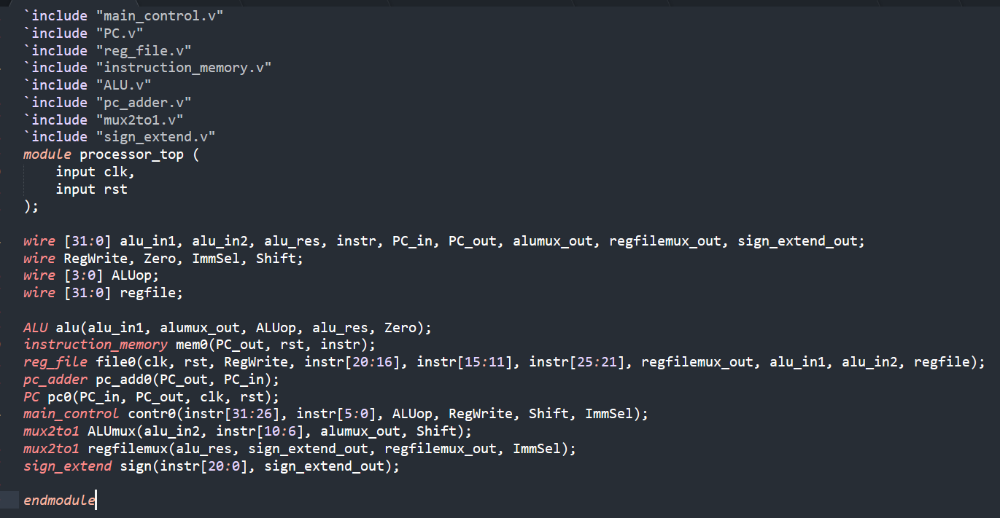 `include "main_control.v"
`include "PC.v"
`include "reg_file.v"
`include "instruction_memory.v"
`include "ALU.v"
`include "pc_adder.v"
`include "mux2to1.v"
`include "sign_extend.v"
module processor_top (
    input clk,
    input rst
);

wire [31:0] alu_in1, alu_in2, alu_res, instr, PC_in, PC_out, alumux_out, regfilemux_out, sign_extend_out;
wire RegWrite, Zero, ImmSel, Shift;
wire [3:0] ALUop;
wire [31:0] regfile;

ALU alu(alu_in1, alumux_out, ALUop, alu_res, Zero);
instruction_memory mem0(PC_out, rst, instr);
reg_file file0(clk, rst, RegWrite, instr[20:16], instr[15:11], instr[25:21], regfilemux_out, alu_in1, alu_in2, regfile);
pc_adder pc_add0(PC_out, PC_in);
PC pc0(PC_in, PC_out, clk, rst);
main_control contr0(instr[31:26], instr[5:0], ALUop, RegWrite, Shift, ImmSel);
mux2to1 ALUmux(alu_in2, instr[10:6], alumux_out, Shift);
mux2to1 regfilemux(alu_res, sign_extend_out, regfilemux_out, ImmSel);
sign_extend sign(instr[20:0], sign_extend_out);

endmodule